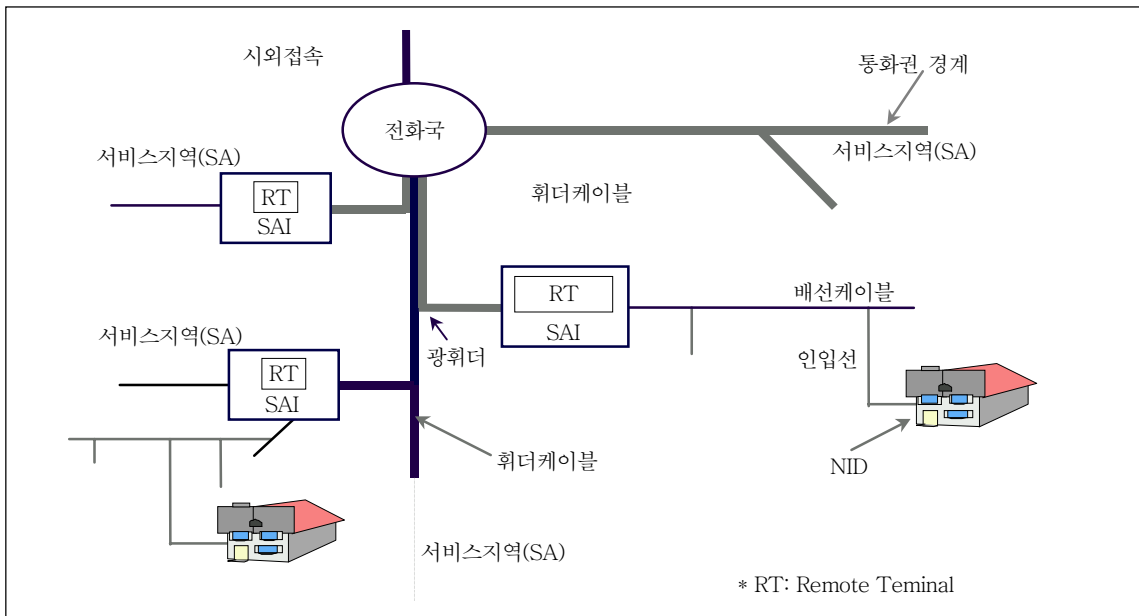 시외접속
통화권 경계
전화국
서비스지역(SA)
서비스지역(SA)
휘더케이블
RT
SAI
RT
SAI
배선케이블
서비스지역(SA)
광휘더
인입선
RT
SAI
휘더케이블
NID
서비스지역(SA)
* RT: Remote Teminal